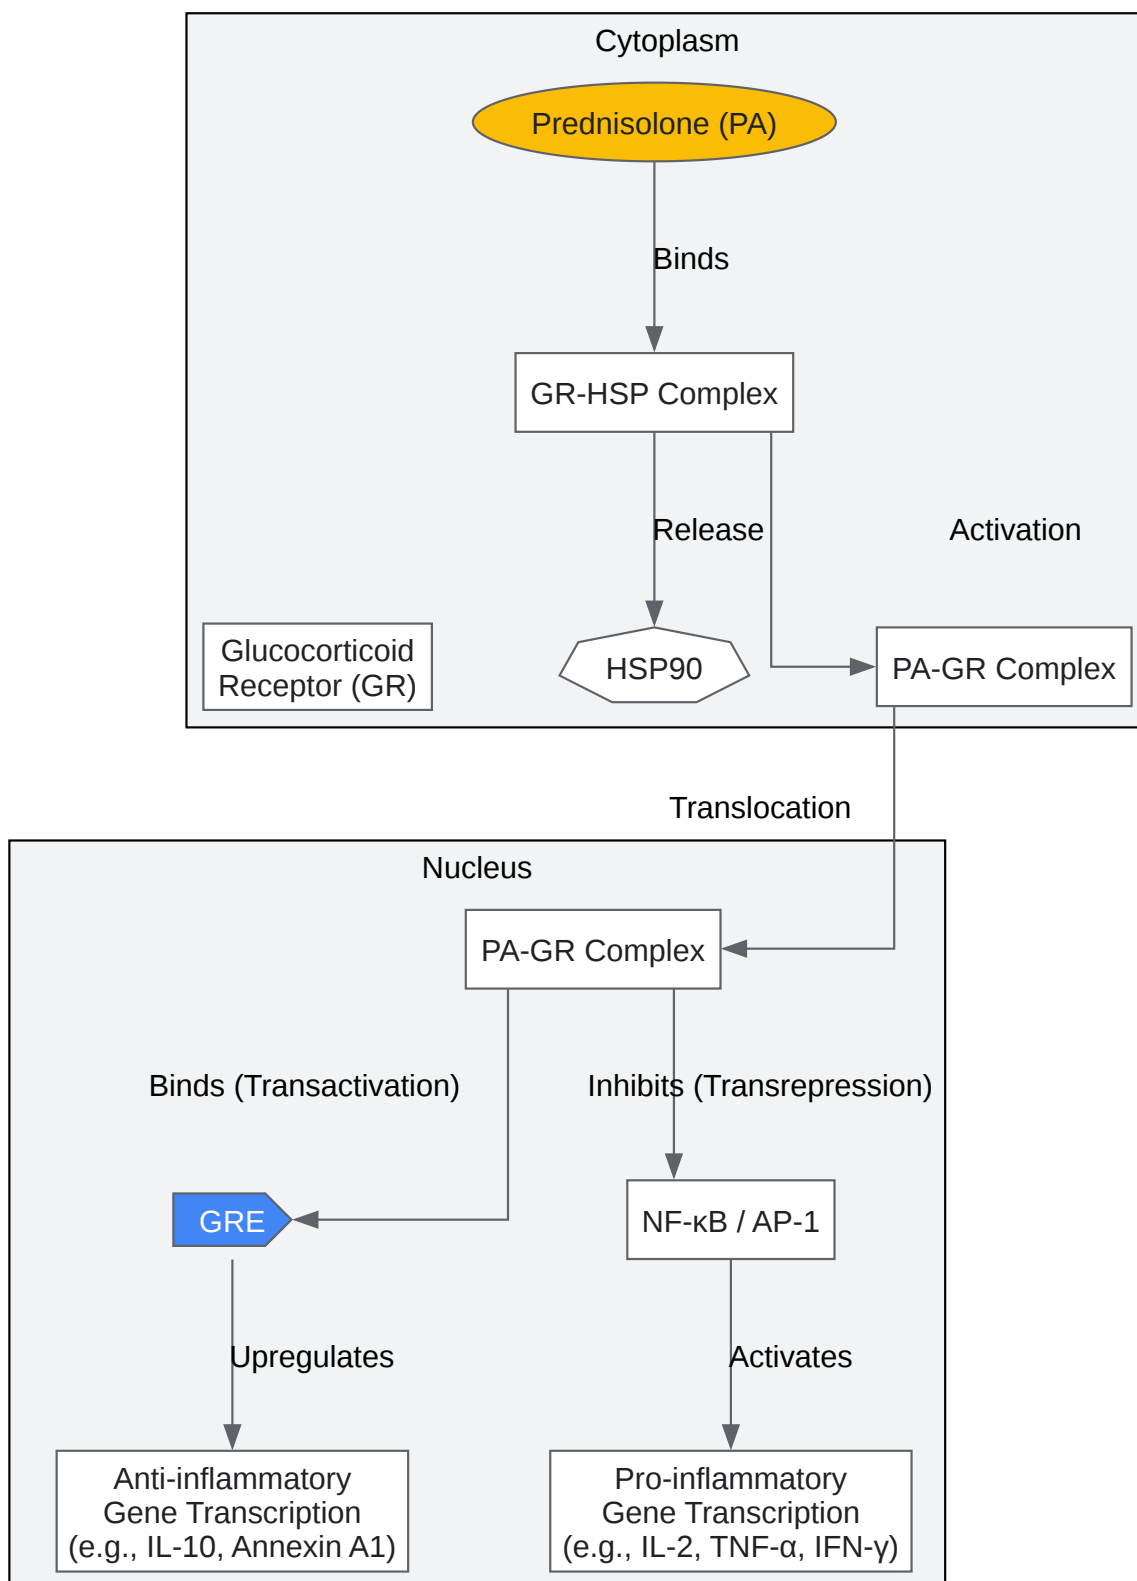 Cytoplasm
Prednisolone (PA)
Binds
GR-HSP Complex
Release
Activation
Glucocorticoid
Receptor (GR)
HSP90
PA-GR Complex
Translocation
Nucleus
PA-GR Complex
Binds (Transactivation)
Inhibits (Transrepression)
GRE
NF-κB / AP-1
Upregulates
Activates
Anti-inflammatory
Gene Transcription
(e.g., IL-10, Annexin A1)
Pro-inflammatory
Gene Transcription
(e.g., IL-2, TNF-α, IFN-γ)